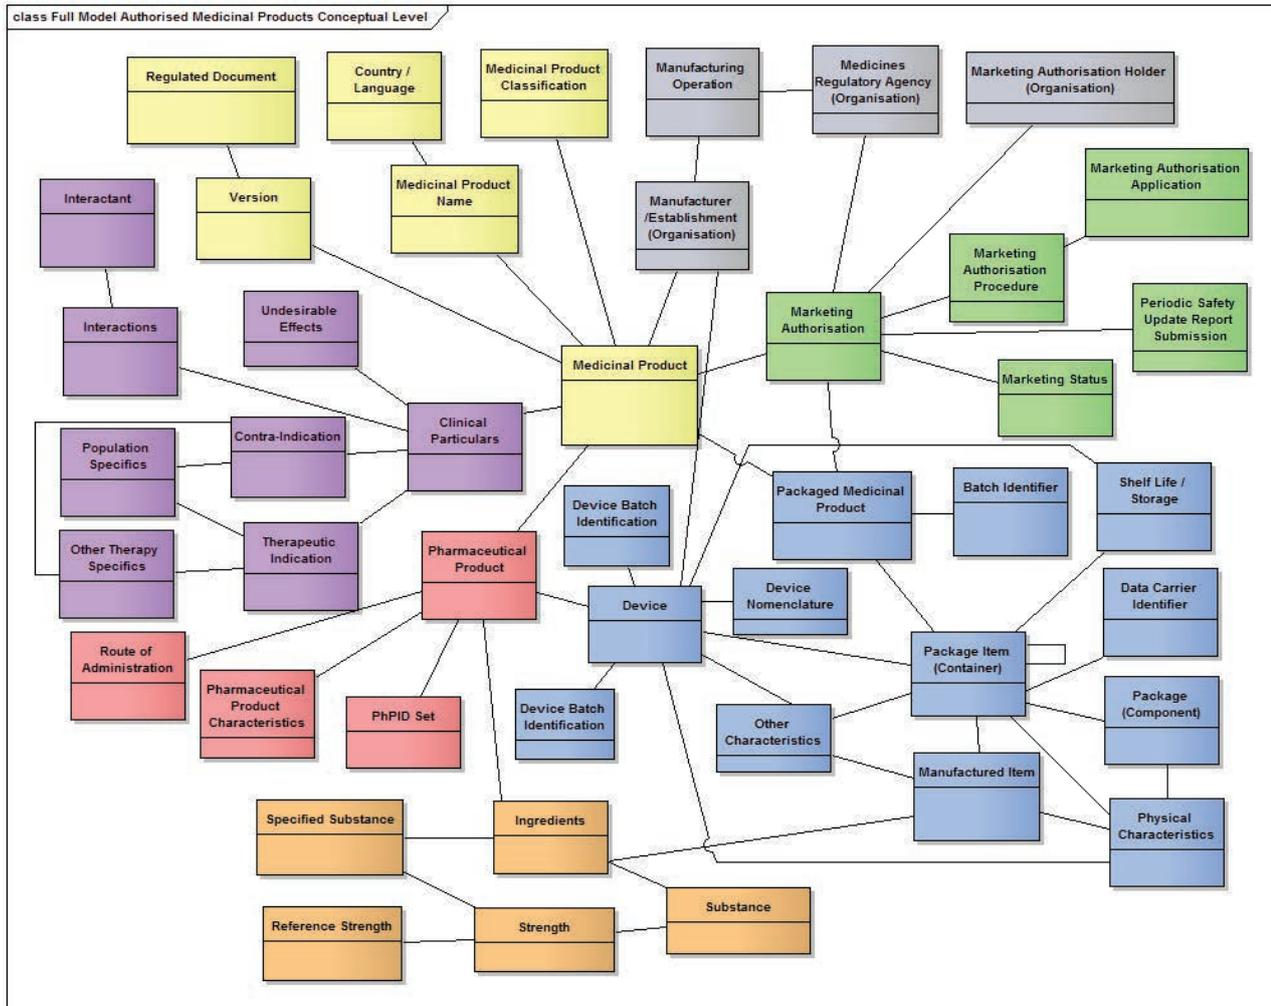 class Full Model Authorised Medicinal Products Conceptual Level
Regulated Document
Country /
Language
Medicinal Product
Classification
Manufacturing
Operation
Medicines
Regulatory Agency
(Organisation)
Marketing Authorisation Holder
(Organisation)
Marketing Authorisation
Application
Interactant
Version
Medicinal Product
Name
Manufacturer
/Establishment
(Organisation)
Marketing
Authorisation
Procedure
Periodic Safety
Update Report
Submission
Interactions
Undesirable
Effects
Marketing
Authorisation
Medicinal Product
Marketing Status
Clinical
Particulars
Contra-Indication
Population
Specifics
Packaged Medicinal
Product
Batch Identifier
Shelf Life /
Storage
Device Batch
Identification
Other Therapy
Specifics
Therapeutic
Indication
Pharmaceutical
Product
Device
Device
Nomenclature
Data Carrier
Identifier
Route of
Administration
Package Item
(Container)
Pharmaceutical
Product
Characteristics
PhPID Set
Device Batch
Identification
Other
Characteristics
Package
(Component)
Manufactured Item
Specified Substance
Ingredients
Physical
Characteristics
Reference Strength
Strength
Substance